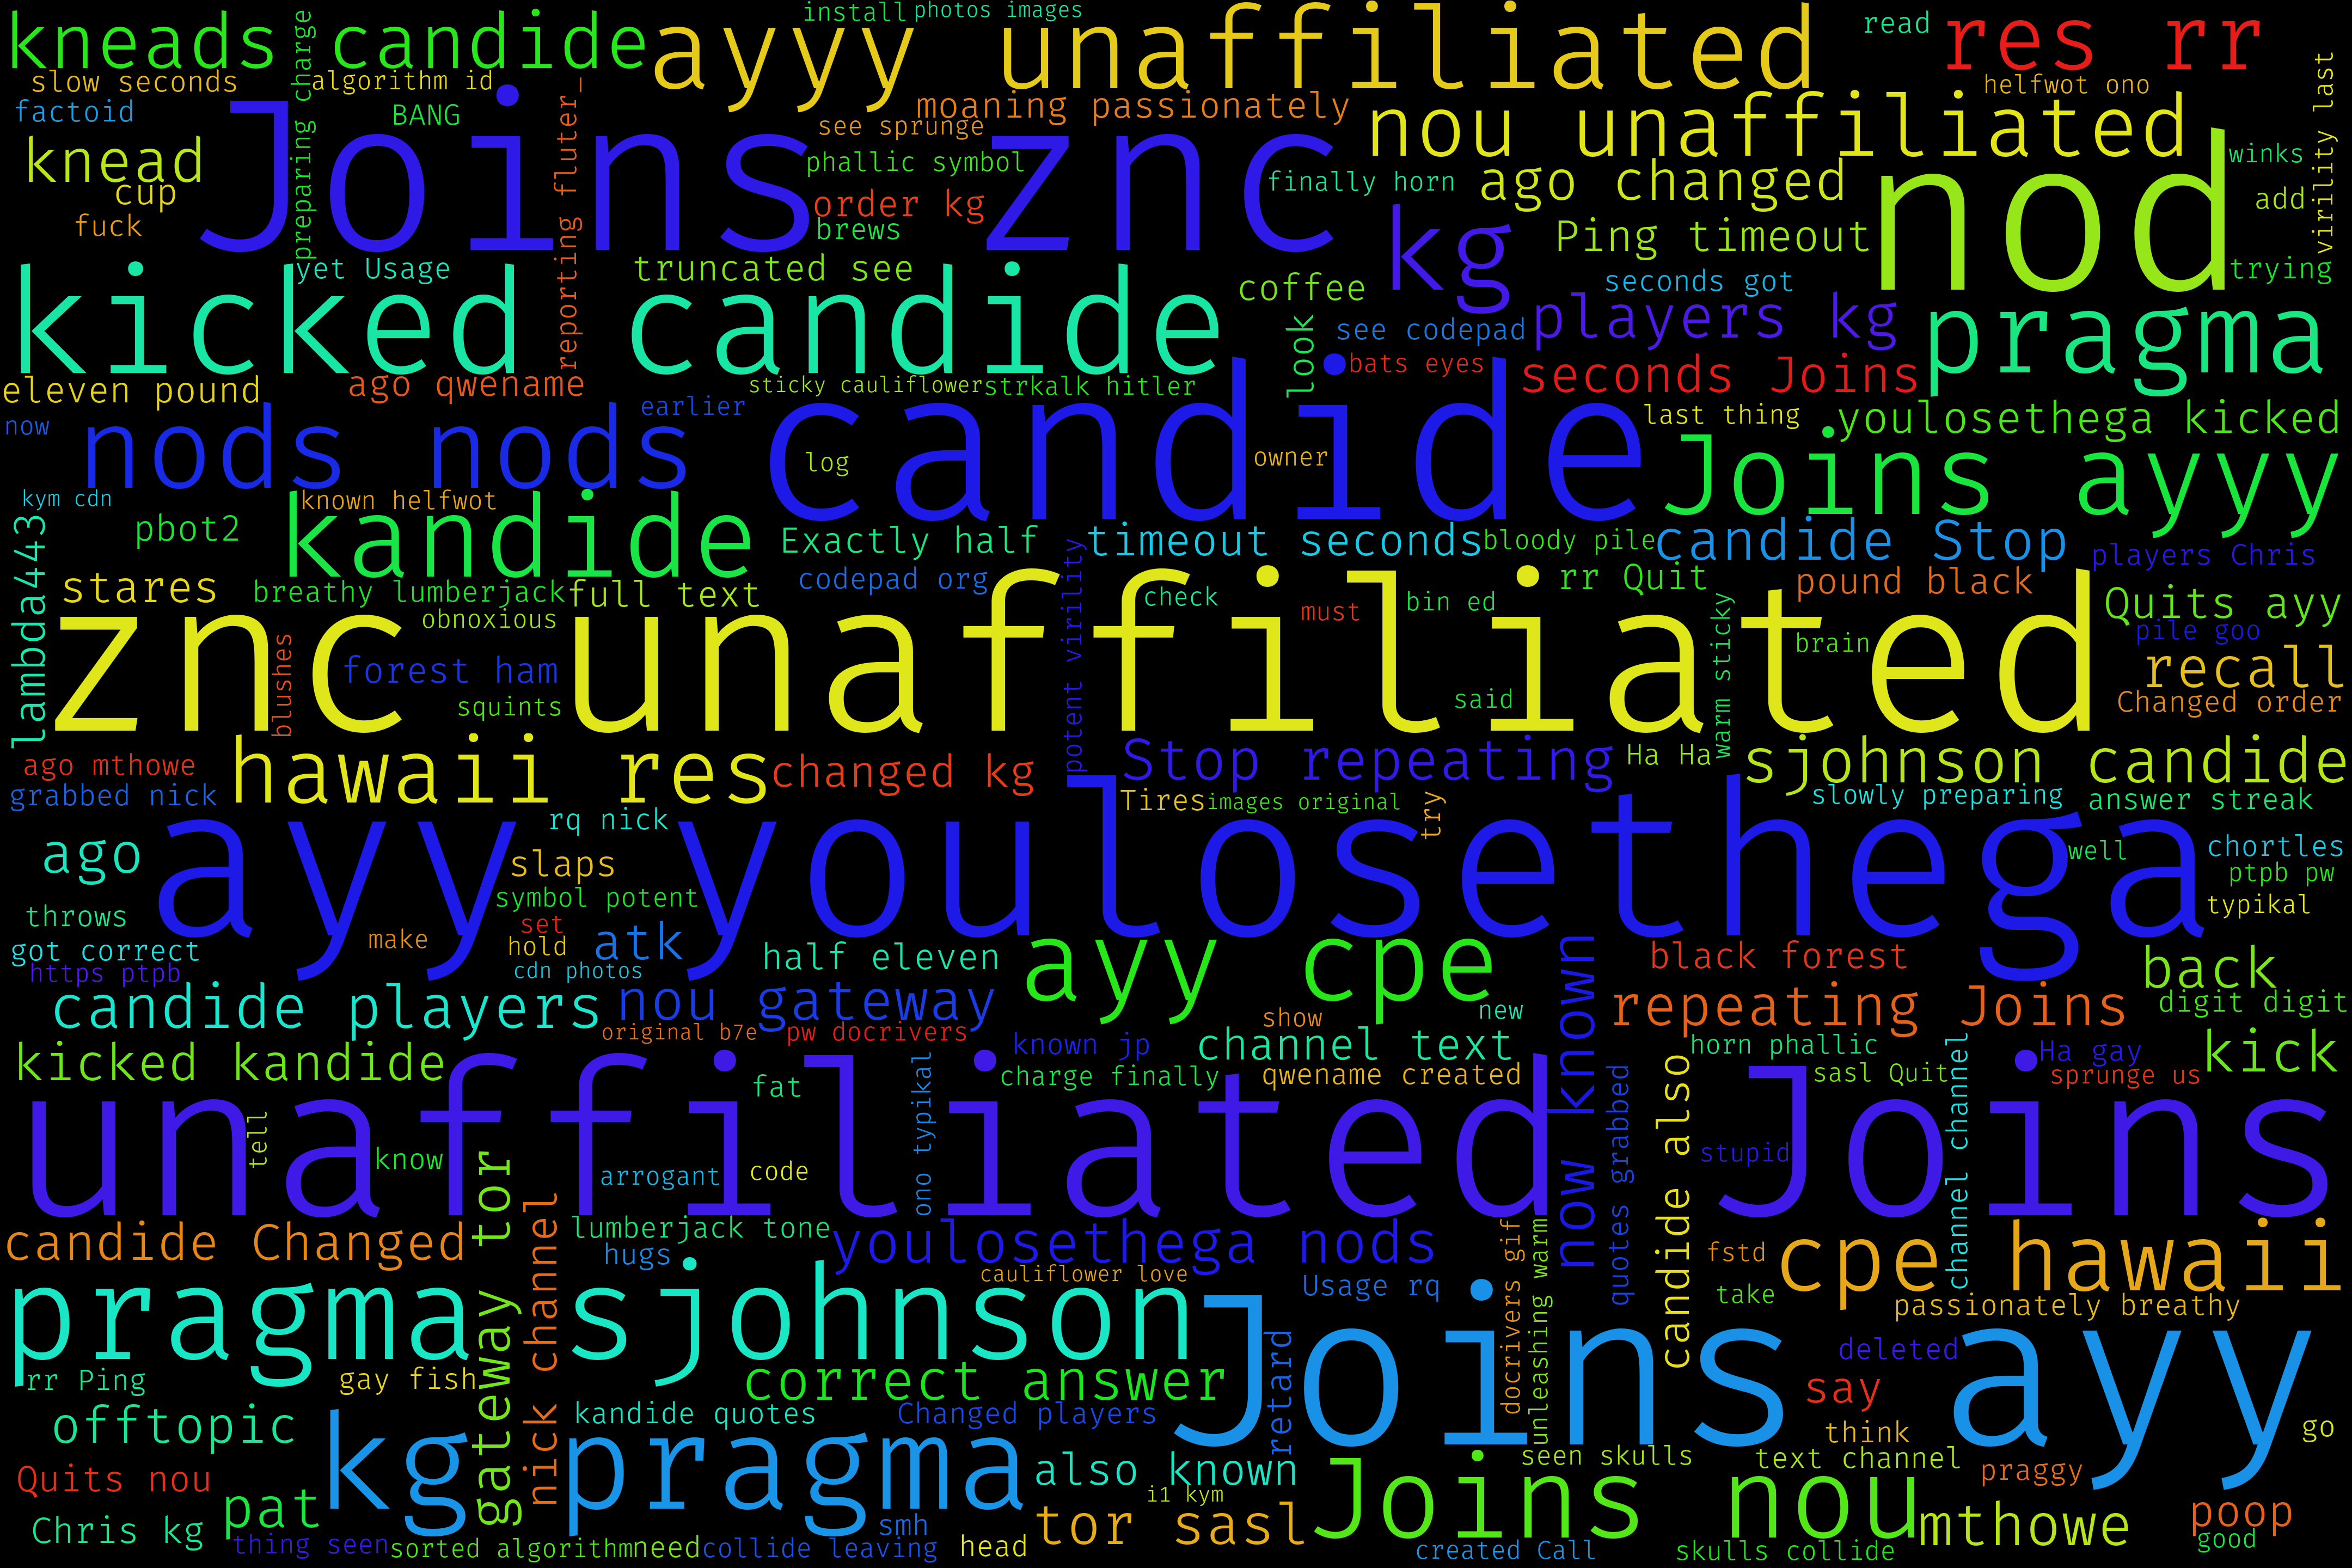 install
photos images
kneads candide
ayyy unaffiliated
read
res rr
slow seconds
algorithm id
preparing charge
helfwot ono
factoid
BANG
reporting fluter_
moaning passionately
see sprunge
nou unaffiliated
virility last
knead
Joins znc
phallic symbol
finally horn
ago changed
nod
winks
cup
order kg
add
fuck
brews
kg
Ping timeout
yet Usage
truncated see
coffee
seconds got
trying
kicked candide
look
see codepad
players kg
pragma
eleven pound
ago qwename
sticky cauliflower
strkalk hitler
bats eyes
seconds Joins
now
nods nods
earlier
candide
last thing
youlosethega kicked
log
owner
Joins ayyy
kym cdn
known helfwot
lambda443
pbot2
kandide
Exactly half
timeout seconds
bloody pile
candide Stop
players Chris
stares
breathy lumberjack
full text
codepad org
potent virility
check
must
bin ed
rr Quit
pound black
Quits ayy
obnoxious
znc unaffiliated
warm sticky
brain
pile goo
blushes
forest ham
recall
squints
said
Changed order
ago mthowe
hawaii res
changed kg
Stop repeating
Ha Ha
sjohnson candide
grabbed nick
Tires
images original
try
slowly preparing
answer streak
rq nick
ago
ayy youlosethega
well
chortles
slaps
ptpb pw
symbol potent
throws
set
typikal
got correct
make
hold
atk
half eleven
ayy cpe
now known
black forest
back
https ptpb
cdn photos
candide players
nou gateway
show
new
repeating Joins
digit digit
original b7e
pw docrivers
known jp
channel text
horn phallic
channel channel
Ha gay
kick
kicked kandide
fat
ono typikal
charge finally
qwename created
quotes grabbed
candide also
sasl Quit
sprunge us
unaffiliated Joins
tell
know
gateway tor
arrogant
code
stupid
nick channel
candide Changed
lumberjack tone
hugs
youlosethega nods
docrivers gif
unleashing warm
fstd
cpe hawaii
cauliflower love
Usage rq
take
passionately breathy
pragma sjohnson
Joins ayy
retard
deleted
rr Ping
gay fish
correct answer
say
offtopic
kandide quotes
Changed players
think
go
kg pragma
seen skulls
text channel
Quits nou
also known
Joins nou
praggy
pat
i1 kym
Chris kg
smh
tor sasl
mthowe
poop
thing seen
sorted algorithm
need
collide leaving
head
created Call
skulls collide
good